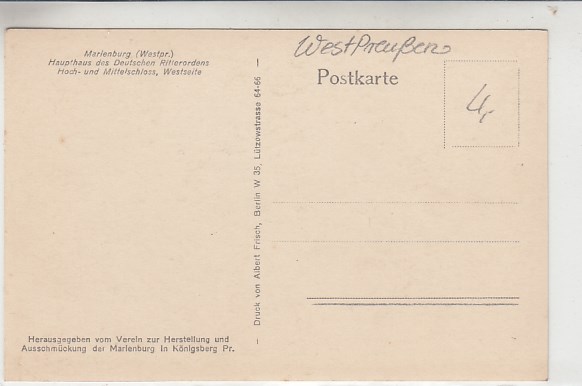 Marienburg (Westpr.)
Haupthaus des Deutschen Ritterordens
Hoch- und Mittelschloss, Westseite
WestPreußen
Postkarte
4,-
— Druck von Albert Frisch, Berlin W 35, Lützowstrasse 64-66 —
Herausgegeben vom Verein zur Herstellung und
Ausschmückung der Marienburg in Königsberg Pr.